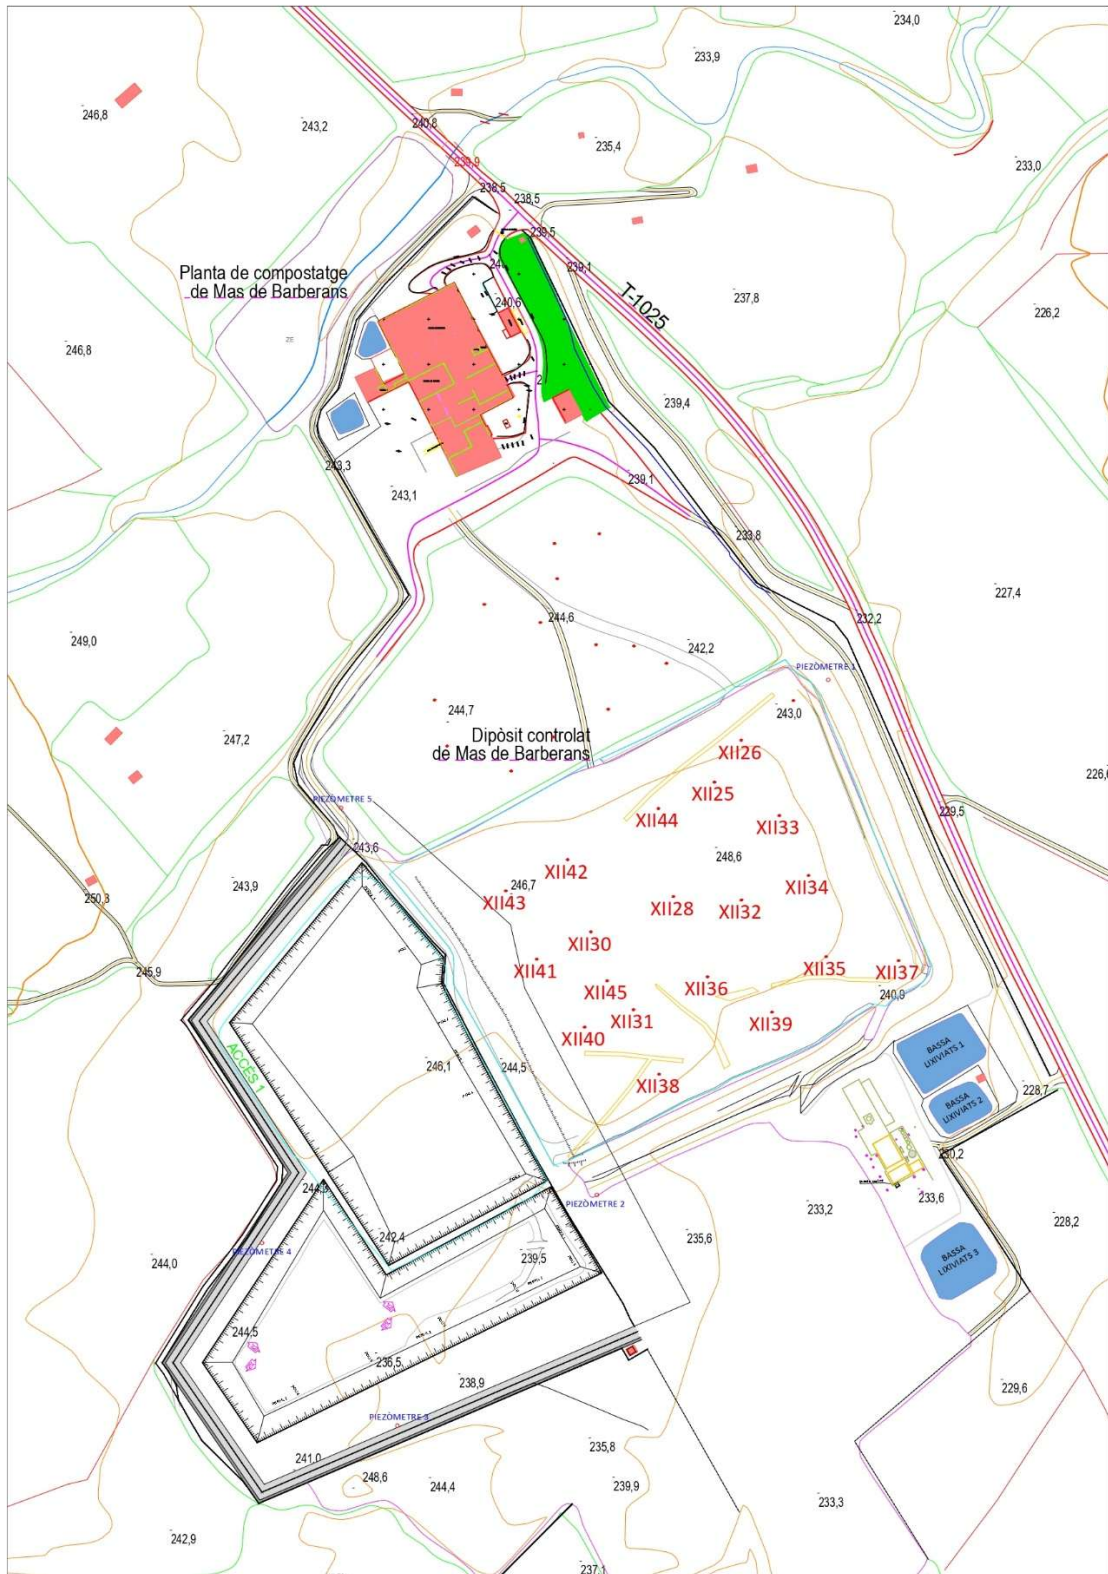 234,0
233,9
246,8
243,2
240,8
235,4
239,9
233,0
238,5
238,5
239,5
239,1
Planta de compostatge
de Mas de Barberans
240,6
237,8
T-1025
226,2
246,8
239,4
243,3
243,1
239,1
233,8
227,4
249,0
244,6
232,2
242,2
PIEZÒMETRE 1
244,7
243,0
Dipòsit controlat
de Mas de Barberans
247,2
XII26
XII25
PIEZÒMETRE 5
XII44
XII33
229,5
243,6
248,6
XII42
243,9
246,7
XII34
250,3
XII43
XII28
XII32
XII30
245,9
XII41
XII35
XII37
XII45
XII36
240,9
XII31
XII39
XII40
BASSA
LIXIVIATS 1
ACCÉS 1
246,1
244,5
XII38
228,7
BASSA
LIXIVIATS 2
230,2
PIEZÒMETRE 2
233,6
233,2
228,2
242,4
235,6
PIEZÒMETRE 4
244,0
239,5
BASSA
LIXIVIATS 3
244,5
236,5
238,9
229,6
PIEZÒMETRE 3
235,8
241,0
248,6
244,4
239,9
233,3
242,9
237,1